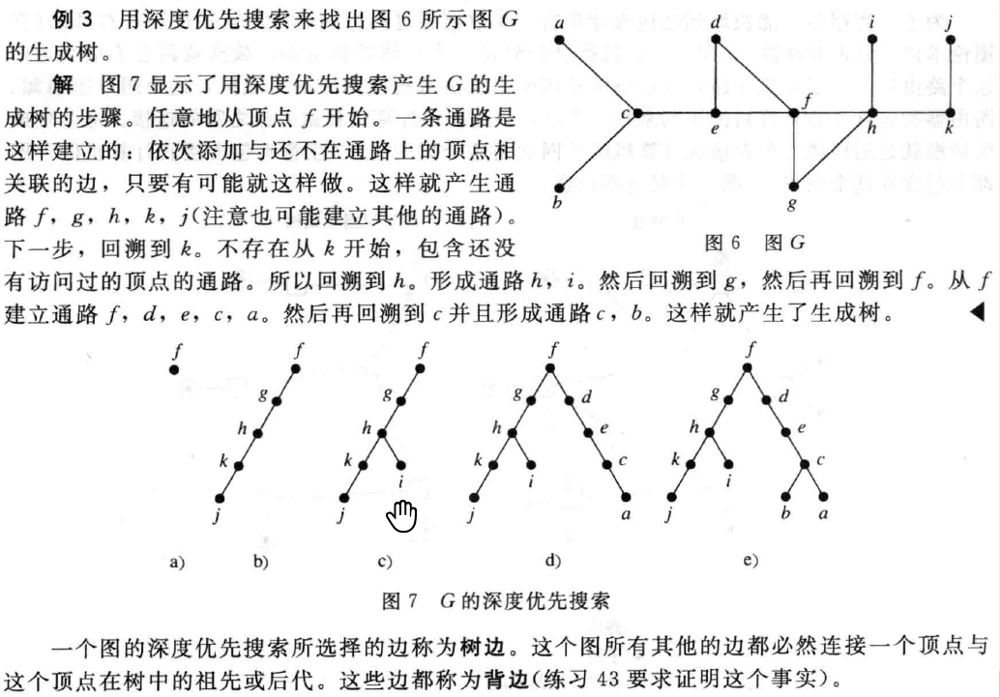 例 3 用深度优先搜索来找出图 6 所示图 G
的生成树。
解 图 7 显示了用深度优先搜索产生 G 的生
成树的步骤。任意地从顶点 f 开始。一条通路是
这样建立的：依次添加与还不在通路上的顶点相
关联的边，只要有可能就这样做。这样就产生通
路 f，g，h，k，j(注意也可能建立其他的通路)。
下一步，回溯到 k。不存在从 k 开始，包含还没
有访问过的顶点的通路。所以回溯到 h。形成通路 h，i。然后回溯到 g，然后再回溯到 f。从 f
建立通路 f，d，e，c，a。然后再回溯到 c 并且形成通路 c，b。这样就产生了生成树。
a d i j
c e f h k
b g
图 6 图 G
f f f f f
g g g d g d
h h h e h e
k k i k i c k i c
j j j a j b a
a) b) c) d) e)
图 7 G 的深度优先搜索
一个图的深度优先搜索所选择的边称为树边。这个图所有其他的边都必然连接一个顶点与
这个顶点在树中的祖先或后代。这些边都称为背边(练习 43 要求证明这个事实)。